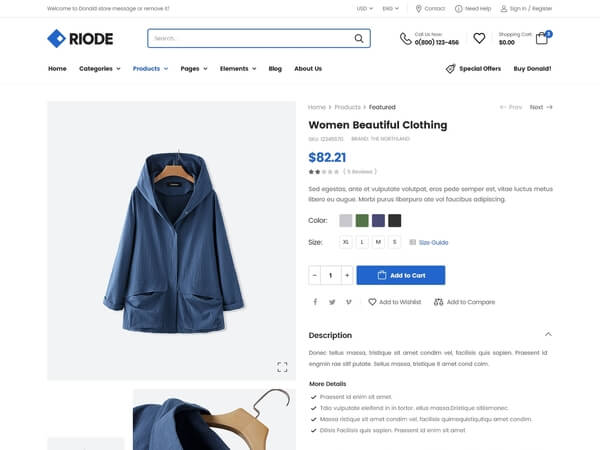 Welcome to Donald store message or remove it!
USD ENG Contact Need Help Sign in / Register
RIODE
Search...
Call Us Now:
0(800) 123-456
Shopping Cart:
$0.00
Home Categories Products Pages Elements Blog About Us Special Offers Buy Donald!
Home > Products > Featured
Prev Next
Women Beautiful Clothing
SKU: 12345670 BRAND: THE NORTHLAND
$82.21
( 5 Reviews )
Sed egestas, ante et vulputate volutpat, eros pede semper est, vitae luctus metus
libero eu augue. Morbi purus liberpuro ate vol faucibus adipiscing.
Color:
Size: XL L M S Size Guide
− 1 + Add to Cart
Add to Wishlist Add to Compare
Description
Donec tellus massa, tristique sit amet condim vel, facilisis quis sapien. Praesent id
engmin rae slif pulate. Sellus massa, tristique it amet cond coim.
More Details
Praesent id enim sit amet.
Tdio vulputate eleifend in in tortor. ellus massa.Dristique sitiismonec.
Massa ristique sit amet condim vel, facilisis quimaquistiqutiqu amet condim.
Dilisis Facilisis quis sapien. Praesent id enim sit amet.